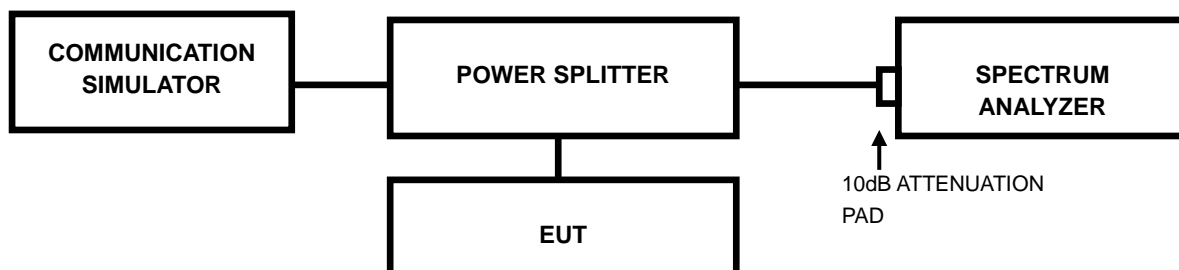 COMMUNICATION
SIMULATOR
POWER SPLITTER
SPECTRUM
ANALYZER
10dB ATTENUATION
PAD
EUT